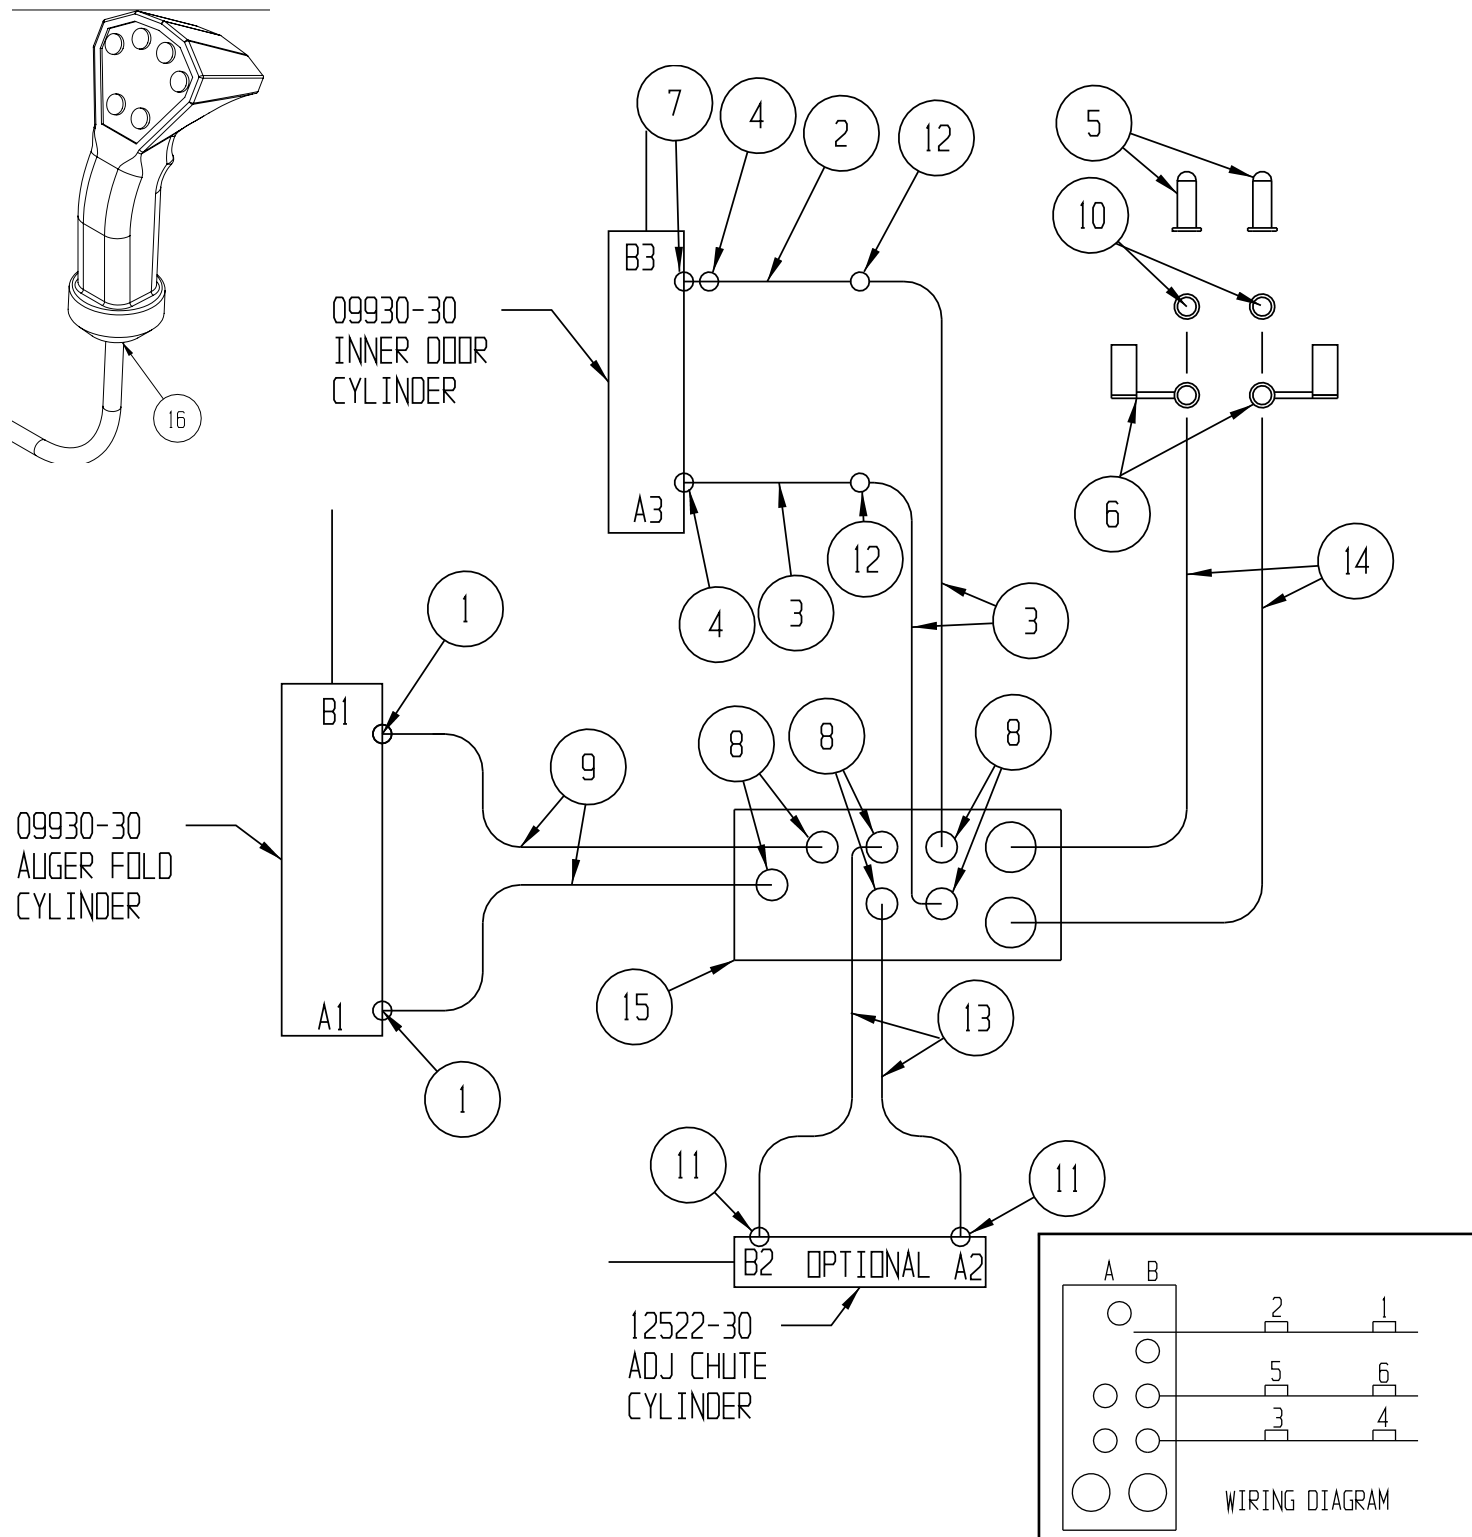 7
4
2
12
5
10
B3
09930-30
INNER DOOR
CYLINDER
16
A3
6
12
14
4
3
3
1
B1
8
8
8
9
09930-30
AUGER FOLD
CYLINDER
15
13
A1
1
11
11
B2 OPTIONAL A2
12522-30
ADJ CHUTE
CYLINDER
A B
2 1
5 6
3 4
WIRING DIAGRAM